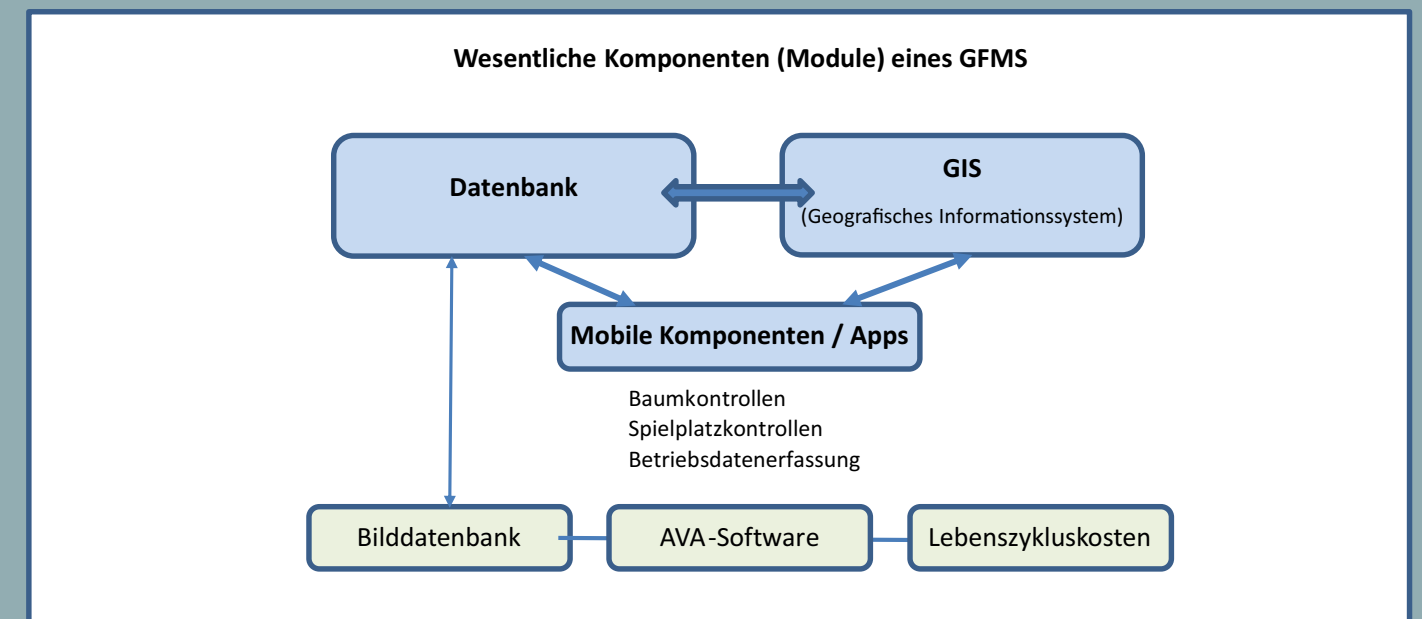 Wesentliche Komponenten (Module) eines GFMS
Datenbank
GIS
(Geografisches Informationssystem)
Mobile Komponenten / Apps
Baumkontrollen
Spielplatzkontrollen
Betriebsdatenerfassung
Bilddatenbank
AVA-Software
Lebenszykluskosten